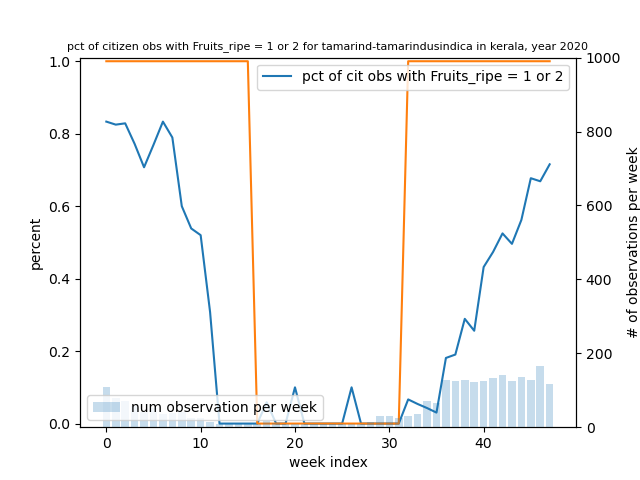 pct of citizen obs with Fruits_ripe = 1 or 2 for tamarind-tamarindusindica in kerala, year 2020
pct of cit obs with Fruits_ripe = 1 or 2
num observation per week
percent
1.0
0.8
0.6
0.4
0.2
0.0
# of observations per week
1000
800
600
400
200
0
0 10 20 30 40
week index